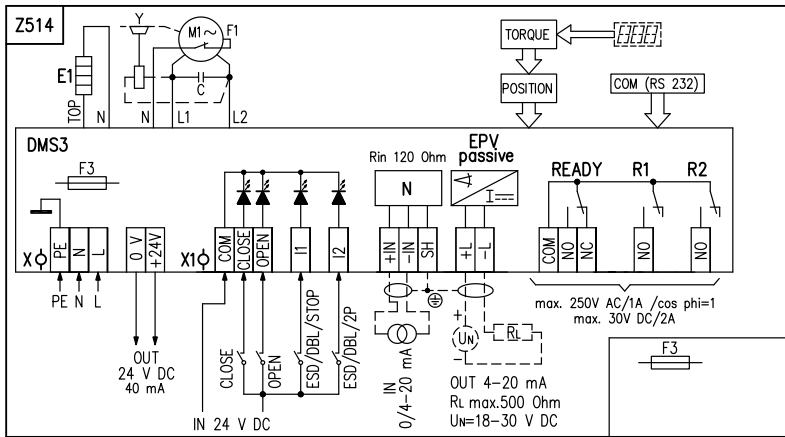 Z514
Y
M1~
F1
E1
C
TOP
N
N
L1
L2
TORQUE
POSITION
COM (RS 232)
DMS3
F3
Rin 120 Ohm
N
EPV
passive
READY
R1
R2
X
PE
N
L
0 V
+24V
X1
COM
CLOSE
OPEN
I1
I2
+IN
-IN
SH
+L
-L
COM
NO
NC
NO
NO
PE N L
OUT
24 V DC
40 mA
CLOSE
OPEN
ESD/DBL/STOP
ESD/DBL/2P
IN 24 V DC
IN
0/4-20 mA
+
UN
-
RL
OUT 4-20 mA
RL max.500 Ohm
UN=18-30 V DC
max. 250V AC/1A /cos phi=1
max. 30V DC/2A
F3